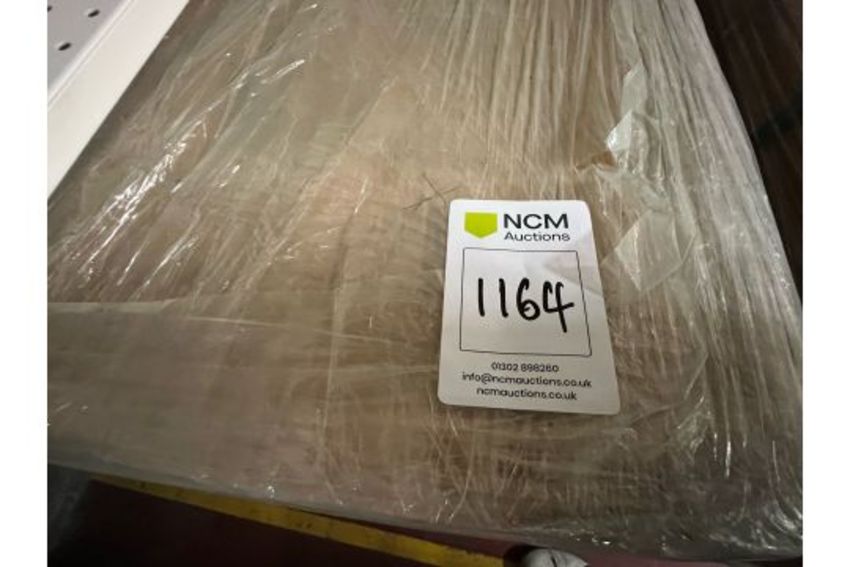 NCM
Auctions
1164
01302 898260
info@ncmauctions.co.uk
ncmauctions.co.uk